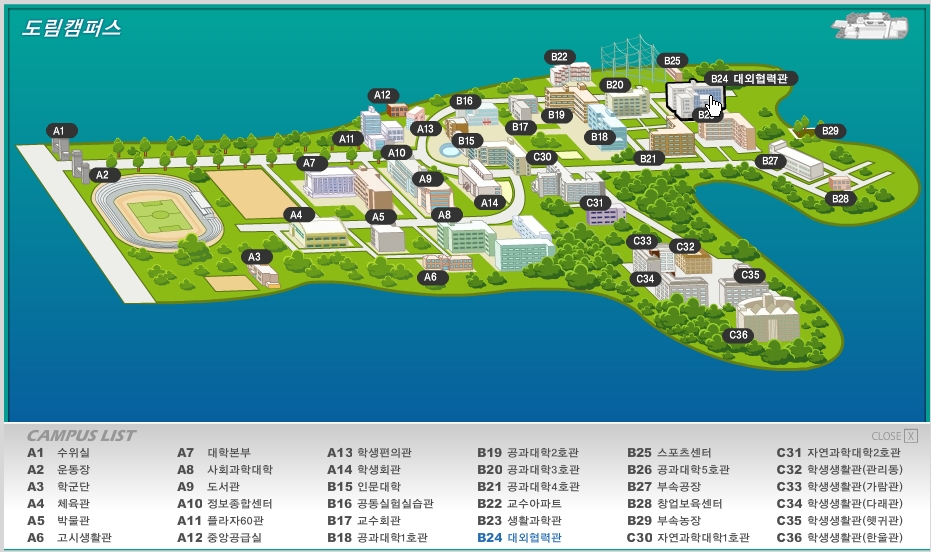 도림캠퍼스
B22
B25
B24 대외협력관
B20
A12
B16
B19
B2
A1
A13
B17
B29
A11
B15
B18
A10
C30
B21
B27
A7
A2
A9
B28
A14
C31
A4
A5
A8
C33
C32
A3
A6
C34
C35
C36
CAMPUS LIST
CLOSE X
A1 수위실
A2 운동장
A3 학군단
A4 체육관
A5 박물관
A6 고시생활관
A7 대학본부
A8 사회과학대학
A9 도서관
A10 정보종합센터
A11 플라자60관
A12 중앙공급실
A13 학생편의관
A14 학생회관
B15 인문대학
B16 공동실험실습관
B17 교수회관
B18 공과대학1호관
B19 공과대학2호관
B20 공과대학3호관
B21 공과대학4호관
B22 교수아파트
B23 생활과학관
B24 대외협력관
B25 스포츠센터
B26 공과대학5호관
B27 부속공장
B28 창업보육센터
B29 부속농장
C30 자연과학대학1호관
C31 자연과학대학2호관
C32 학생생활관(관리동)
C33 학생생활관(가람관)
C34 학생생활관(다래관)
C35 학생생활관(햇귀관)
C36 학생생활관(한울관)